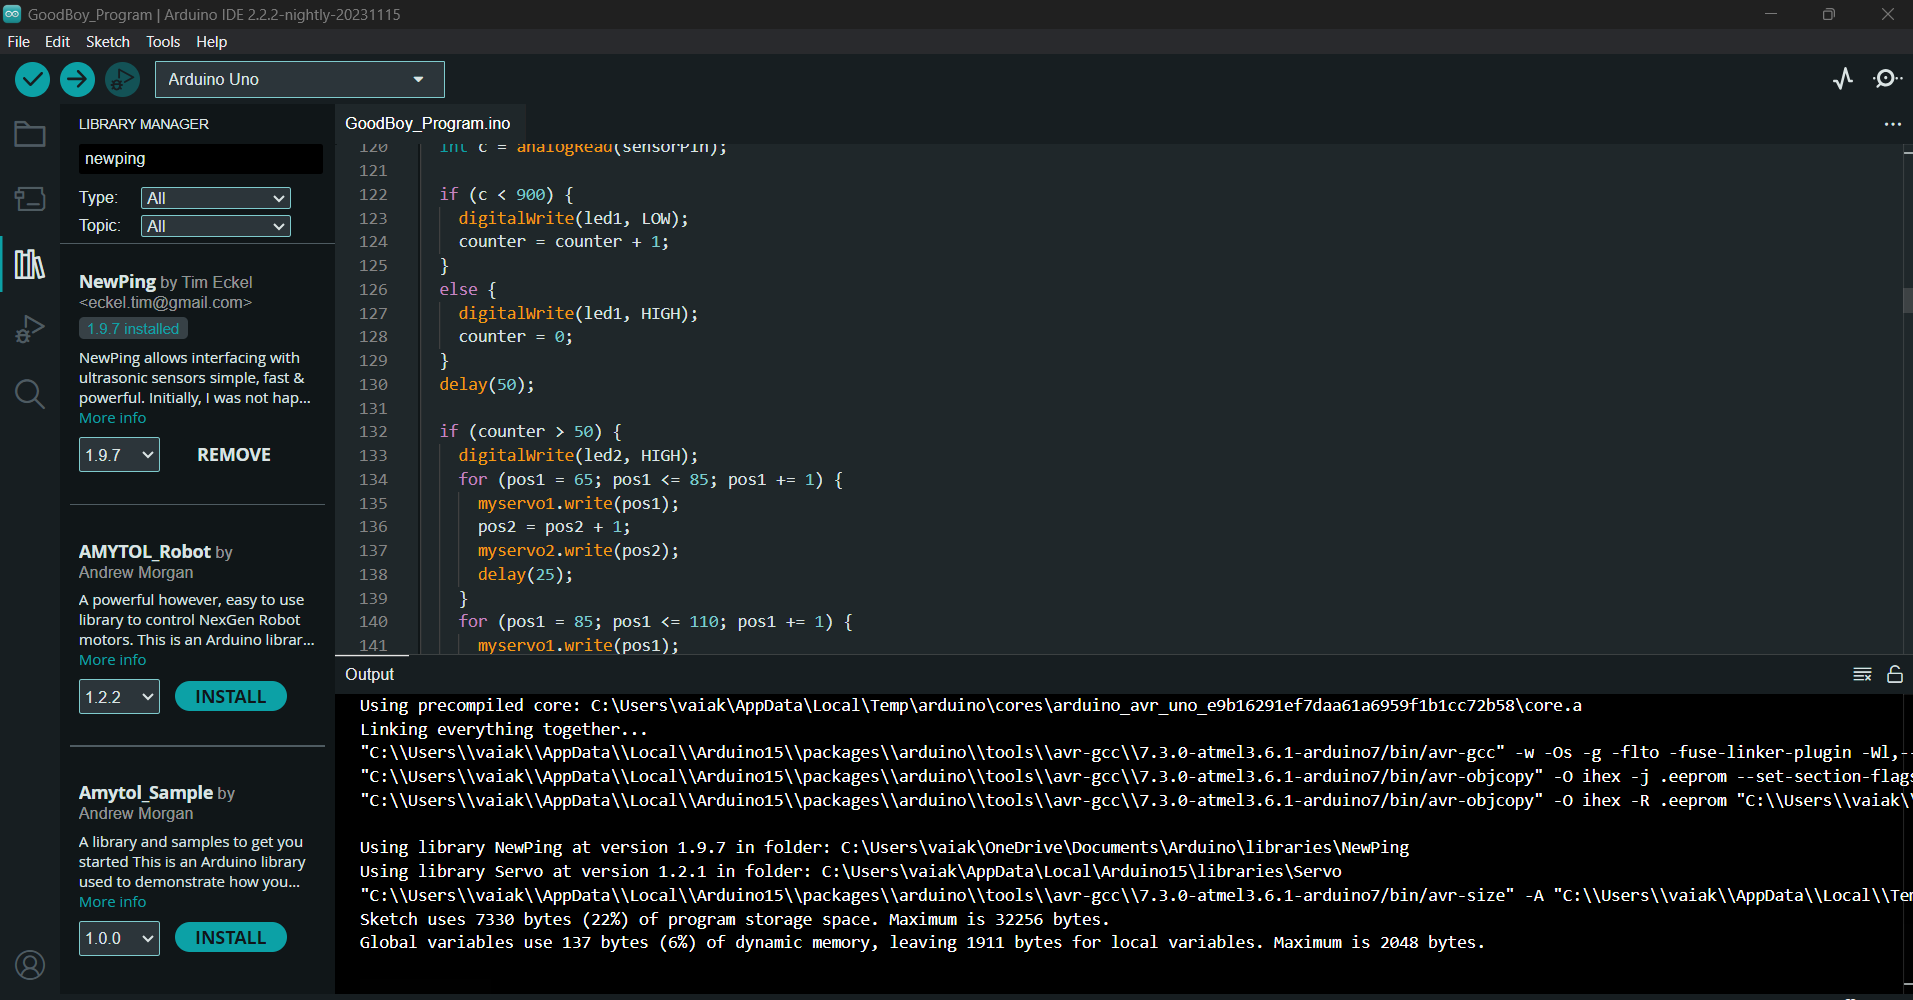 GoodBoy_Program | Arduino IDE 2.2.2-nightly-20231115
File Edit Sketch Tools Help
Arduino Uno
LIBRARY MANAGER
newping
Type: All
Topic: All
NewPing by Tim Eckel
<eckel.tim@gmail.com>
1.9.7 installed
NewPing allows interfacing with
ultrasonic sensors simple, fast &
powerful. Initially, I was not hap...
More info
1.9.7 REMOVE
AMYTOL_Robot by
Andrew Morgan
A powerful however, easy to use
library to control NexGen Robot
motors. This is an Arduino librar...
More info
1.2.2 INSTALL
Amytol_Sample by
Andrew Morgan
A library and samples to get you
started This is an Arduino library
used to demonstrate how you...
More info
1.0.0 INSTALL
GoodBoy_Program.ino
120 int c = analogRead(sensorPin);
121
122 if (c < 900) {
123 digitalWrite(led1, LOW);
124 counter = counter + 1;
125 }
126 else {
127 digitalWrite(led1, HIGH);
128 counter = 0;
129 }
130 delay(50);
131
132 if (counter > 50) {
133 digitalWrite(led2, HIGH);
134 for (pos1 = 65; pos1 <= 85; pos1 += 1) {
135 myservo1.write(pos1);
136 pos2 = pos2 + 1;
137 myservo2.write(pos2);
138 delay(25);
139 }
140 for (pos1 = 85; pos1 <= 110; pos1 += 1) {
141 myservo1.write(pos1);
Output
Using precompiled core: C:\Users\vaiak\AppData\Local\Temp\arduino\cores\arduino_avr_uno_e9b16291ef7daa61a6959f1b1cc72b58\core.a
Linking everything together...
"C:\\Users\\vaiak\\AppData\\Local\\Arduino15\\packages\\arduino\\tools\\avr-gcc\\7.3.0-atmel3.6.1-arduino7/bin/avr-gcc" -w -Os -g -flto -fuse-linker-plugin -Wl,--
"C:\\Users\\vaiak\\AppData\\Local\\Arduino15\\packages\\arduino\\tools\\avr-gcc\\7.3.0-atmel3.6.1-arduino7/bin/avr-objcopy" -O ihex -j .eeprom --set-section-flags
"C:\\Users\\vaiak\\AppData\\Local\\Arduino15\\packages\\arduino\\tools\\avr-gcc\\7.3.0-atmel3.6.1-arduino7/bin/avr-objcopy" -O ihex -R .eeprom "C:\\Users\\vaiak\\
Using library NewPing at version 1.9.7 in folder: C:\Users\vaiak\OneDrive\Documents\Arduino\libraries\NewPing
Using library Servo at version 1.2.1 in folder: C:\Users\vaiak\AppData\Local\Arduino15\libraries\Servo
"C:\\Users\\vaiak\\AppData\\Local\\Arduino15\\packages\\arduino\\tools\\avr-gcc\\7.3.0-atmel3.6.1-arduino7/bin/avr-size" -A "C:\\Users\\vaiak\\AppData\\Local\\Tem
Sketch uses 7330 bytes (22%) of program storage space. Maximum is 32256 bytes.
Global variables use 137 bytes (6%) of dynamic memory, leaving 1911 bytes for local variables. Maximum is 2048 bytes.